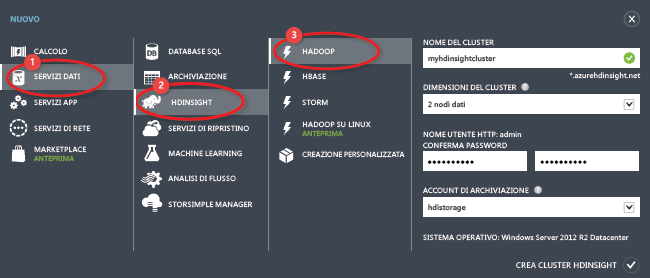 NUOVO
1
CALCOLO
SERVIZI DATI
SERVIZI APP
SERVIZI DI RETE
MARKETPLACE
ANTEPRIMA
DATABASE SQL
ARCHIVIAZIONE
2
HDINSIGHT
SERVIZI DI RIPRISTINO
MACHINE LEARNING
ANALISI DI FLUSSO
STORSIMPLE MANAGER
3
HADOOP
HBASE
STORM
HADOOP SU LINUX
ANTEPRIMA
CREAZIONE PERSONALIZZATA
NOME DEL CLUSTER
myhdinsightcluster
*.azurehdinsight.net
DIMENSIONI DEL CLUSTER
2 nodi dati
NOME UTENTE HTTP: admin
CONFERMA PASSWORD
ACCOUNT DI ARCHIVIAZIONE
hdistorage
SISTEMA OPERATIVO: Windows Server 2012 R2 Datacenter
CREA CLUSTER HDINSIGHT